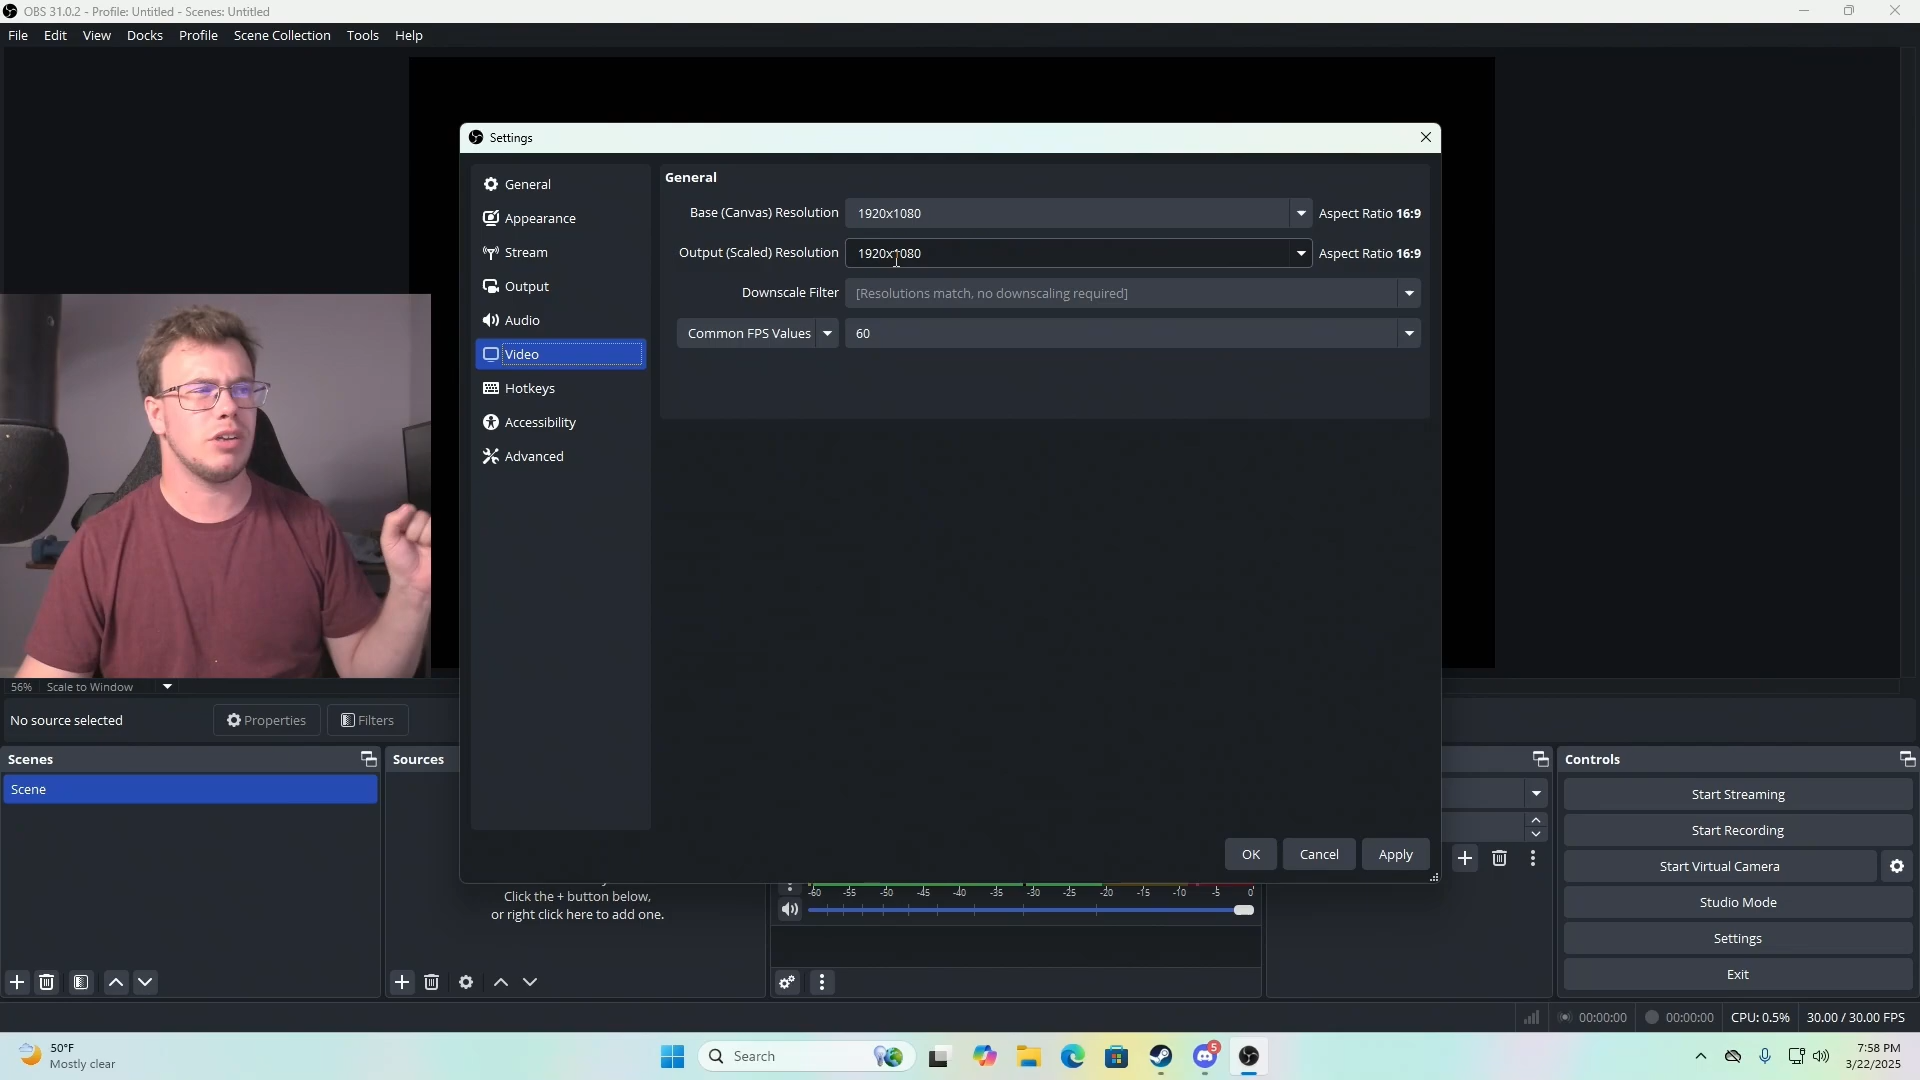 OBS 31.0.2 - Profile: Untitled - Scenes: Untitled
File Edit View Docks Profile Scene Collection Tools Help
Settings
General
Appearance
Stream
Output
Audio
Video
Hotkeys
Accessibility
Advanced
General
Base (Canvas) Resolution 1920x1080 Aspect Ratio 16:9
Output (Scaled) Resolution 1920x1080 Aspect Ratio 16:9
Downscale Filter [Resolutions match, no downscaling required]
Common FPS Values 60
OK Cancel Apply
56% Scale to Window
No source selected Properties Filters
Scenes
Scene
Sources
Click the + button below,
or right click here to add one.
-60 -55 -50 -45 -40 -35 -30 -25 -20 -15 -10 -5 0
Controls
Start Streaming
Start Recording
Start Virtual Camera
Studio Mode
Settings
Exit
00:00:00 00:00:00 CPU: 0.5% 30.00 / 30.00 FPS
50°F
Mostly clear
Search
5
7:58 PM
3/22/2025